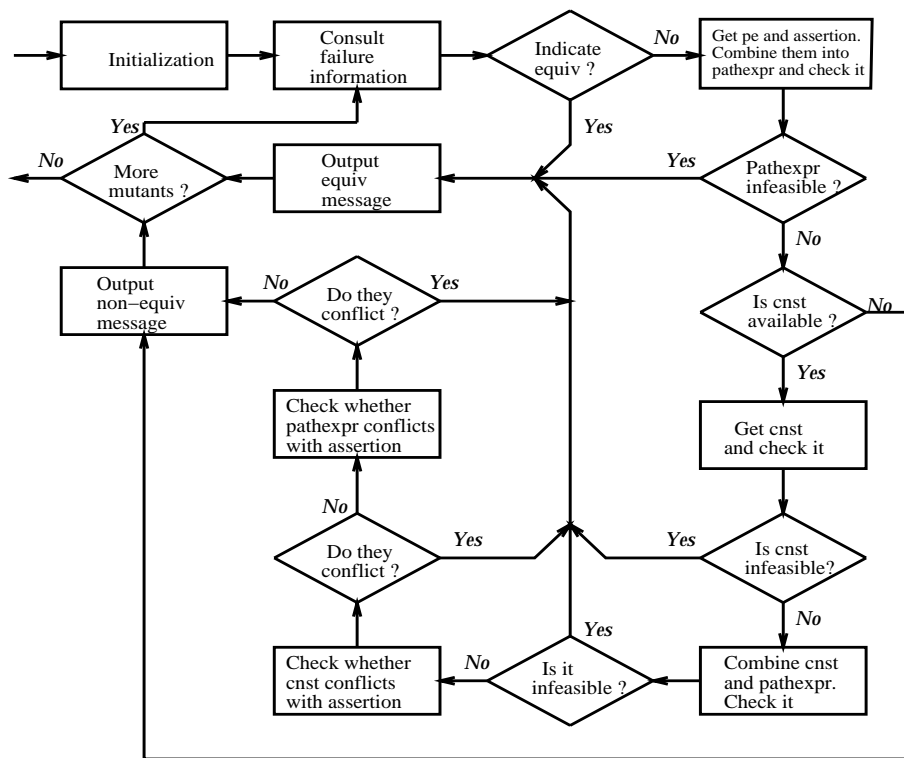 Initialization
Consult
failure
information
Indicate
equiv ?
No
Get pe and assertion.
Combine them into
pathexpr and check it
Yes
Yes
No
More
mutants ?
Output
equiv
message
Yes
Pathexpr
infeasible ?
No
Output
non-equiv
message
No
Do they
conflict ?
Yes
Is cnst
available ?
No
Yes
Check whether
pathexpr conflicts
with assertion
Get cnst
and check it
No
Do they
conflict ?
Yes
Yes
Is cnst
infeasible?
No
Yes
Check whether
cnst conflicts
with assertion
No
Is it
infeasible ?
Combine cnst
and pathexpr.
Check it